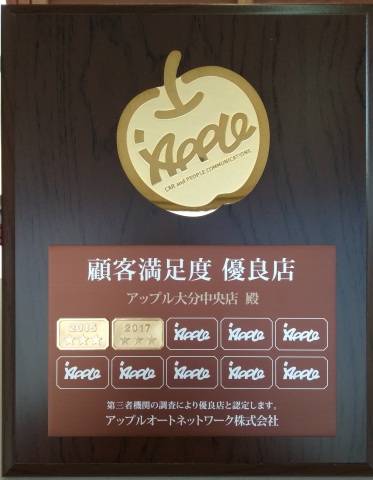 Apple
CAR and PEOPLE COMMUNICATIONS
顧客満足度 優良店
アップル大分中央店 殿
2015 2017 Apple Apple Apple
Apple Apple Apple Apple Apple
第三者機関の調査により優良店と認定します。
アップルオートネットワーク株式会社